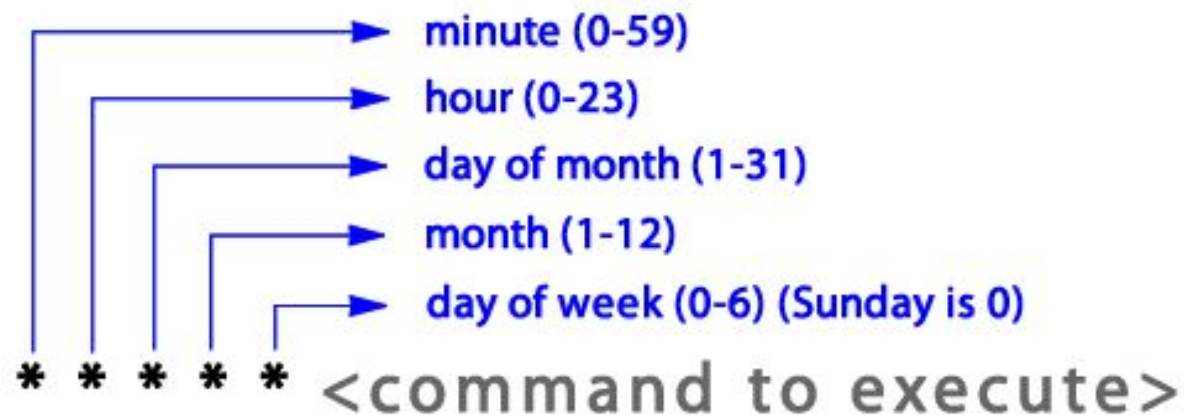 minute (0-59)
hour (0-23)
day of month (1-31)
month (1-12)
day of week (0-6) (Sunday is 0)
* * * * * <command to execute>